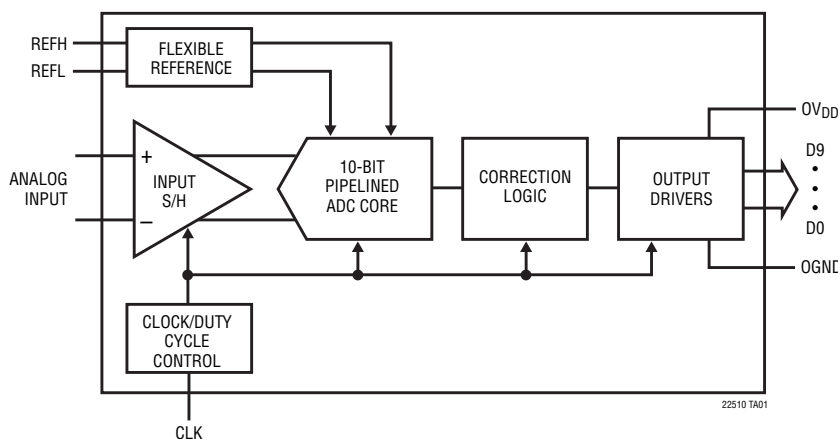 REFH
REFL
FLEXIBLE
REFERENCE
OVDD
ANALOG
INPUT
+
−
INPUT
S/H
10-BIT
PIPELINED
ADC CORE
CORRECTION
LOGIC
OUTPUT
DRIVERS
D9
•
•
•
D0
OGND
CLOCK/DUTY
CYCLE
CONTROL
CLK
22510 TA01